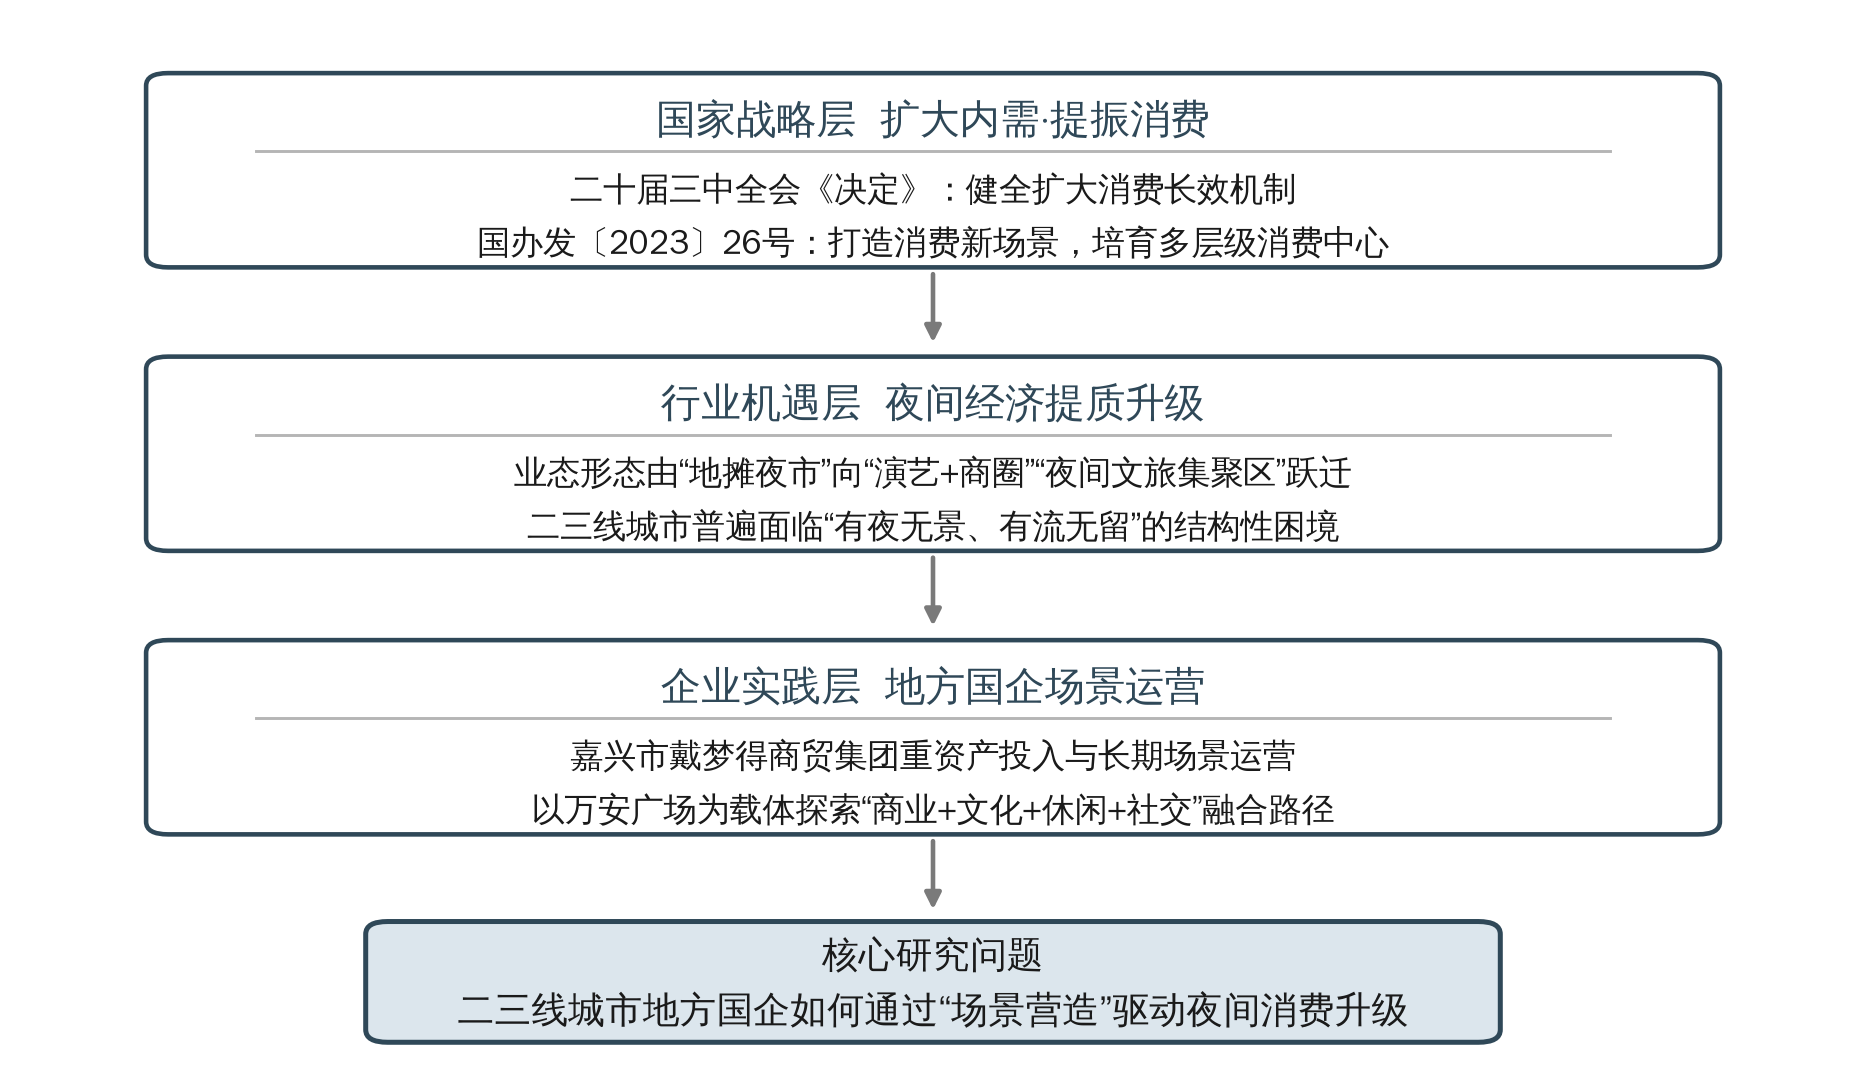 国家战略层 扩大内需·提振消费
二十届三中全会《决定》：健全扩大消费长效机制
国办发〔2023〕26号：打造消费新场景，培育多层级消费中心
行业机遇层 夜间经济提质升级
业态形态由“地摊夜市”向“演艺+商圈”“夜间文旅集聚区”跃迁
二三线城市普遍面临“有夜无景、有流无留”的结构性困境
企业实践层 地方国企场景运营
嘉兴市戴梦得商贸集团重资产投入与长期场景运营
以万安广场为载体探索“商业+文化+休闲+社交”融合路径
核心研究问题
二三线城市地方国企如何通过“场景营造”驱动夜间消费升级